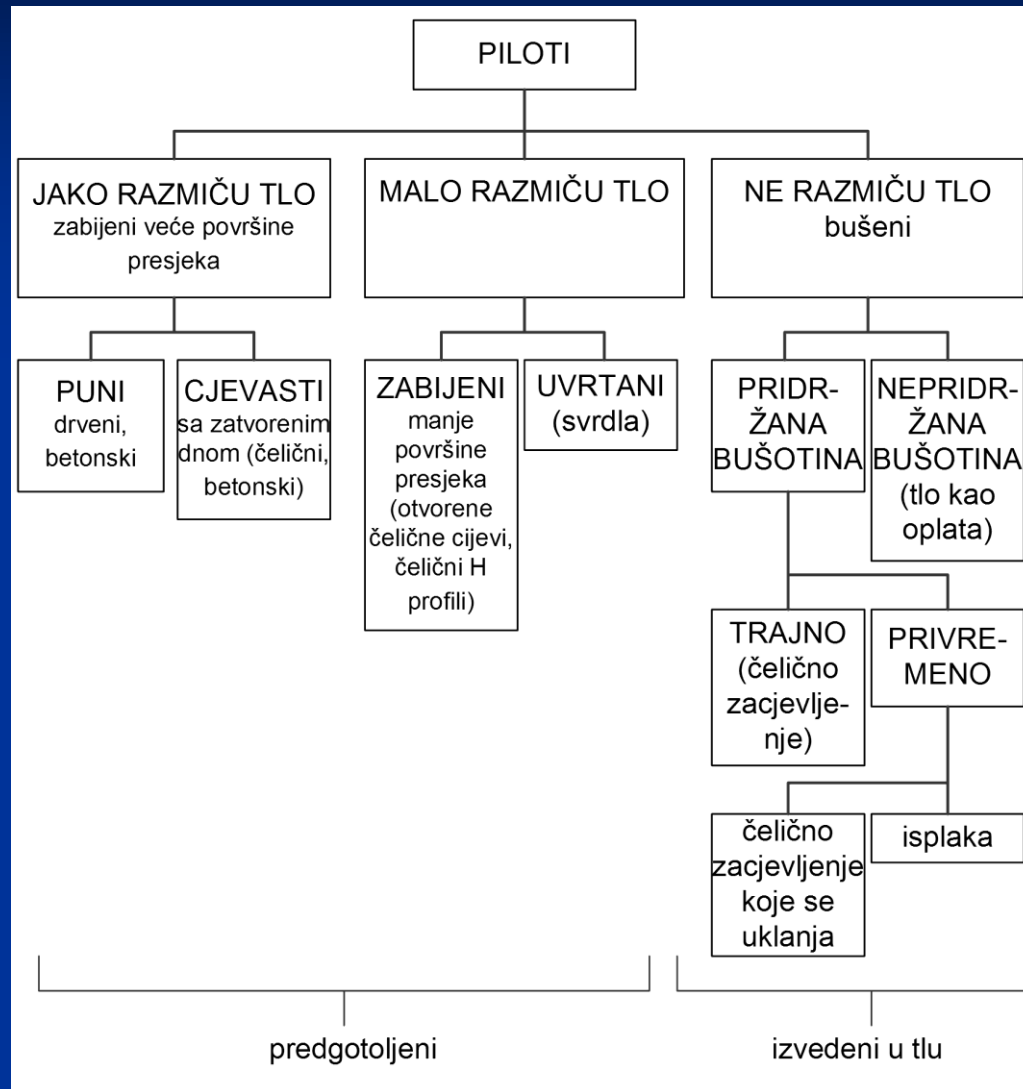 PILOTI
JAKO RAZMIČU TLO
zabijeni veće površine
presjeka
MALO RAZMIČU TLO
NE RAZMIČU TLO
bušeni
PUNI
drveni,
betonski
CJEVASTI
sa zatvorenim
dnom (čelični,
betonski)
ZABIJENI
manje
površine
presjeka
(otvorene
čelične cijevi,
čelični H
profili)
UVRTANI
(svrdla)
PRIDR-
ŽANA
BUŠOTINA
NEPRIDR-
ŽANA
BUŠOTINA
(tlo kao
oplata)
TRAJNO
(čelično
zacjevlje-
nje)
PRIVRE-
MENO
čelično
zacjevljenje
koje se
uklanja
isplaka
predgotoljeni
izvedeni u tlu